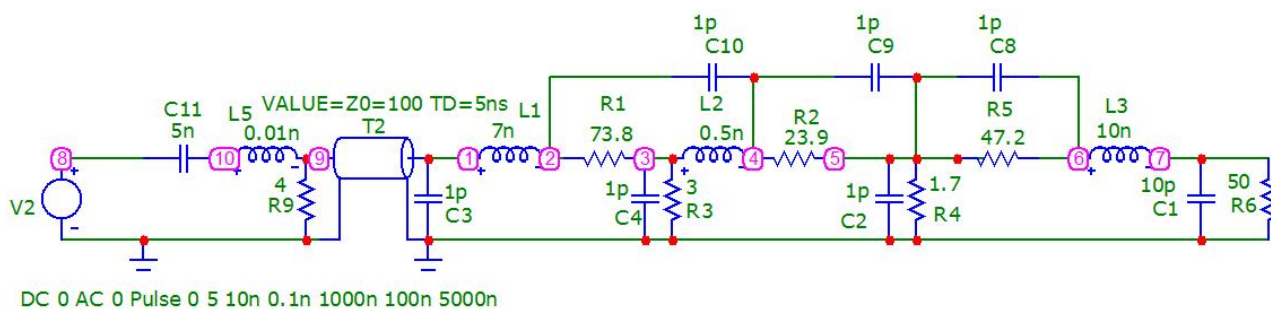 1p
C10
1p
C9
1p
C8
C11
5n
L5
0.01n
VALUE=Z0=100 TD=5ns
T2
L1
7n
R1
73.8
L2
0.5n
R2
23.9
R5
47.2
L3
10n
8
10
9
1
2
3
4
5
6
7
V2
4
R9
1p
C3
1p
C4
3
R3
1p
C2
1.7
R4
10p
C1
50
R6
DC 0 AC 0 Pulse 0 5 10n 0.1n 1000n 100n 5000n